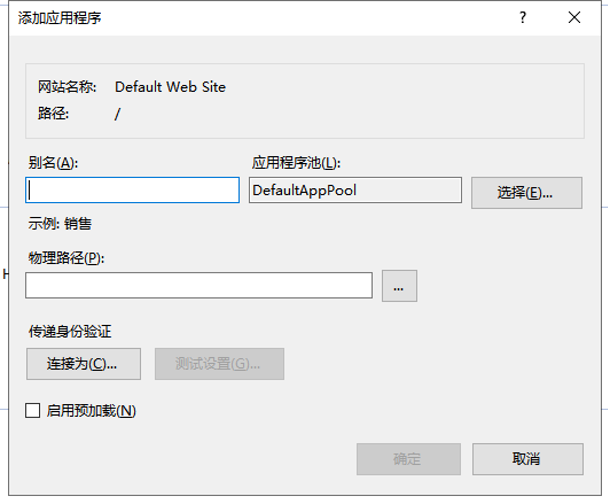 添加应用程序 ?
网站名称: Default Web Site
路径: /
别名(A): 应用程序池(L):
DefaultAppPool 选择(E)...
示例: 销售
物理路径(P):
...
传递身份验证
连接为(C)... 测试设置(G)...
启用预加载(N)
确定 取消